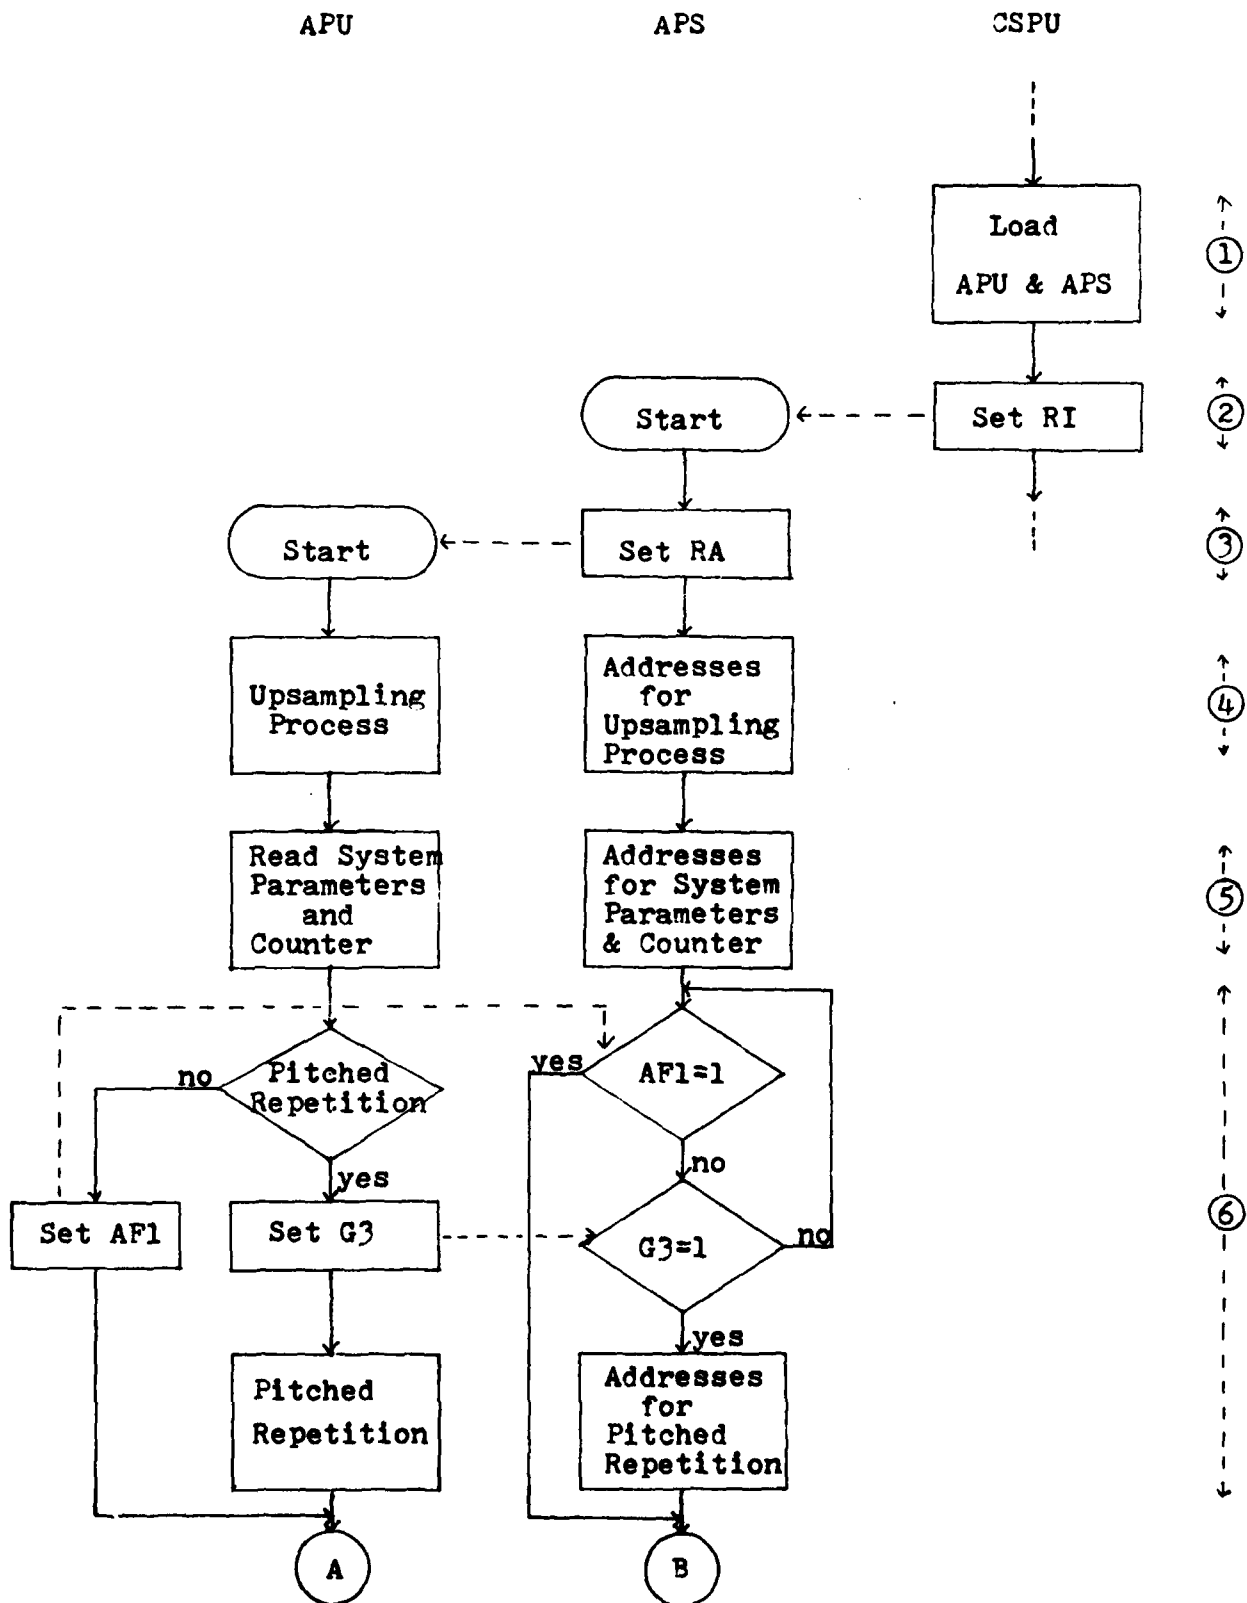 APU APS CSPU
Load
APU & APS
①
Start
Set RI
②
Start
Set RA
③
Upsampling
Process
Addresses
for
Upsampling
Process
④
Read System
Parameters
and
Counter
Addresses
for System
Parameters
& Counter
⑤
no
Pitched
Repetition
yes
yes
AF1=1
no
Set AF1
Set G3
G3=1
no
⑥
Pitched
Repetition
yes
Addresses
for
Pitched
Repetition
A
B